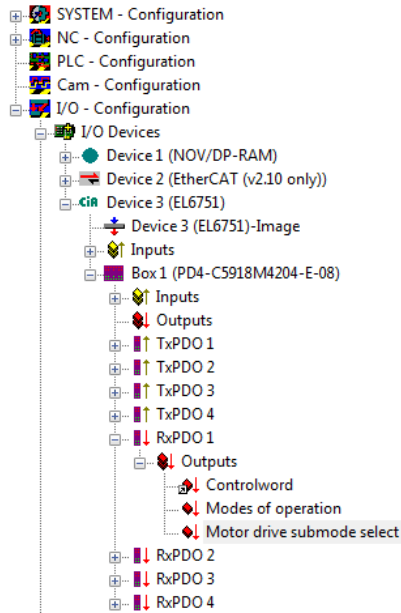 SYSTEM - Configuration
NC - Configuration
PLC - Configuration
Cam - Configuration
I/O - Configuration
I/O Devices
Device 1 (NOV/DP-RAM)
Device 2 (EtherCAT (v2.10 only))
CiA Device 3 (EL6751)
Device 3 (EL6751)-Image
Inputs
Box 1 (PD4-C5918M4204-E-08)
Inputs
Outputs
TxPDO 1
TxPDO 2
TxPDO 3
TxPDO 4
RxPDO 1
Outputs
Controlword
Modes of operation
Motor drive submode select
RxPDO 2
RxPDO 3
RxPDO 4